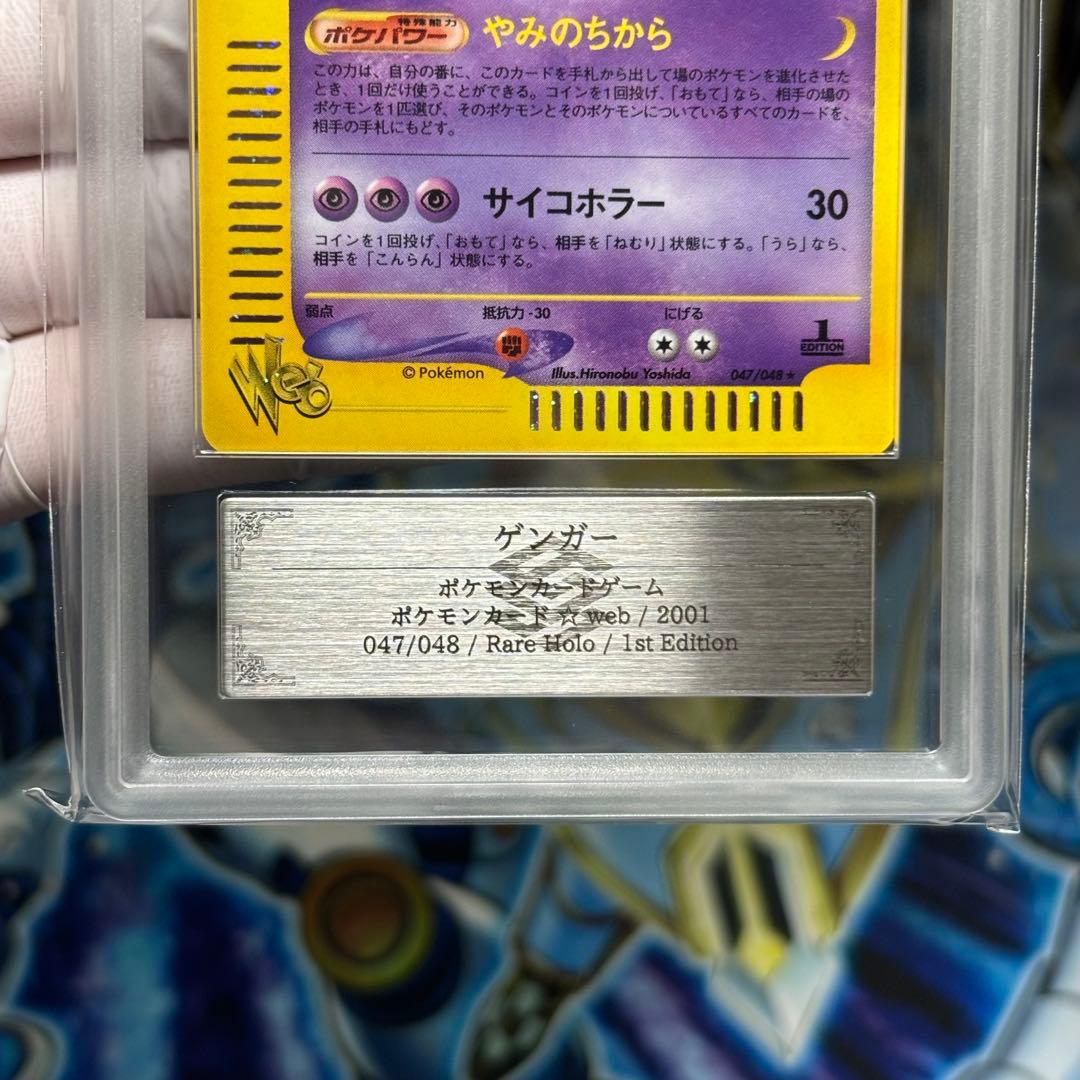 特殊能力
ポケパワー やみのちから
この力は、自分の番に、このカードを手札から出して場のポケモンを進化させた
とき、1回だけ使うことができる。コインを1回投げ、「おもて」なら、相手の場の
ポケモンを1匹選び、そのポケモンとそのポケモンについているすべてのカードを、
相手の手札にもどす。
サイコホラー 30
コインを1回投げ、「おもて」なら、相手を「ねむり」状態にする。「うら」なら、
相手を「こんらん」状態にする。
弱点 抵抗力 -30 にげる
1 EDITION
Web
© Pokémon Illus. Hironobu Yoshida 047/048 ★
ゲンガー
ポケモンカードゲーム
ポケモンカード ☆ web / 2001
047/048 / Rare Holo / 1st Edition